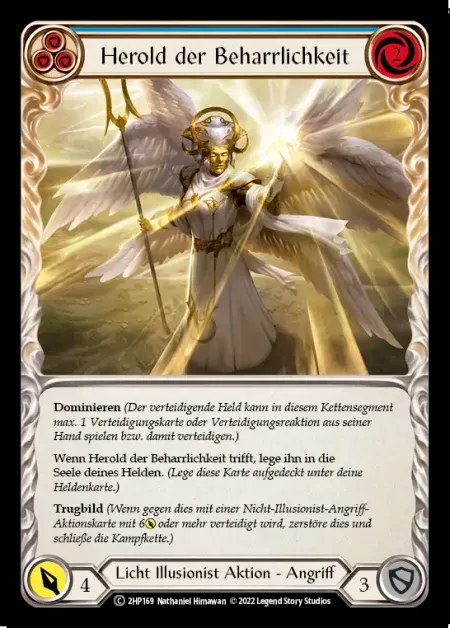 Herold der Beharrlichkeit
2
Dominieren (Der verteidigende Held kann in diesem Kettensegment
max. 1 Verteidigungskarte oder Verteidigungsreaktion aus seiner
Hand spielen bzw. damit verteidigen.)
Wenn Herold der Beharrlichkeit trifft, lege ihn in die
Seele deines Helden. (Lege diese Karte aufgedeckt unter deine
Heldenkarte.)
Trugbild (Wenn gegen dies mit einer Nicht-Illusionist-Angriff-
Aktionskarte mit 6 oder mehr verteidigt wird, zerstöre dies und
schließe die Kampfkette.)
4
Licht Illusionist Aktion - Angriff
3
C 2HP169 Nathaniel Himawan © 2022 Legend Story Studios